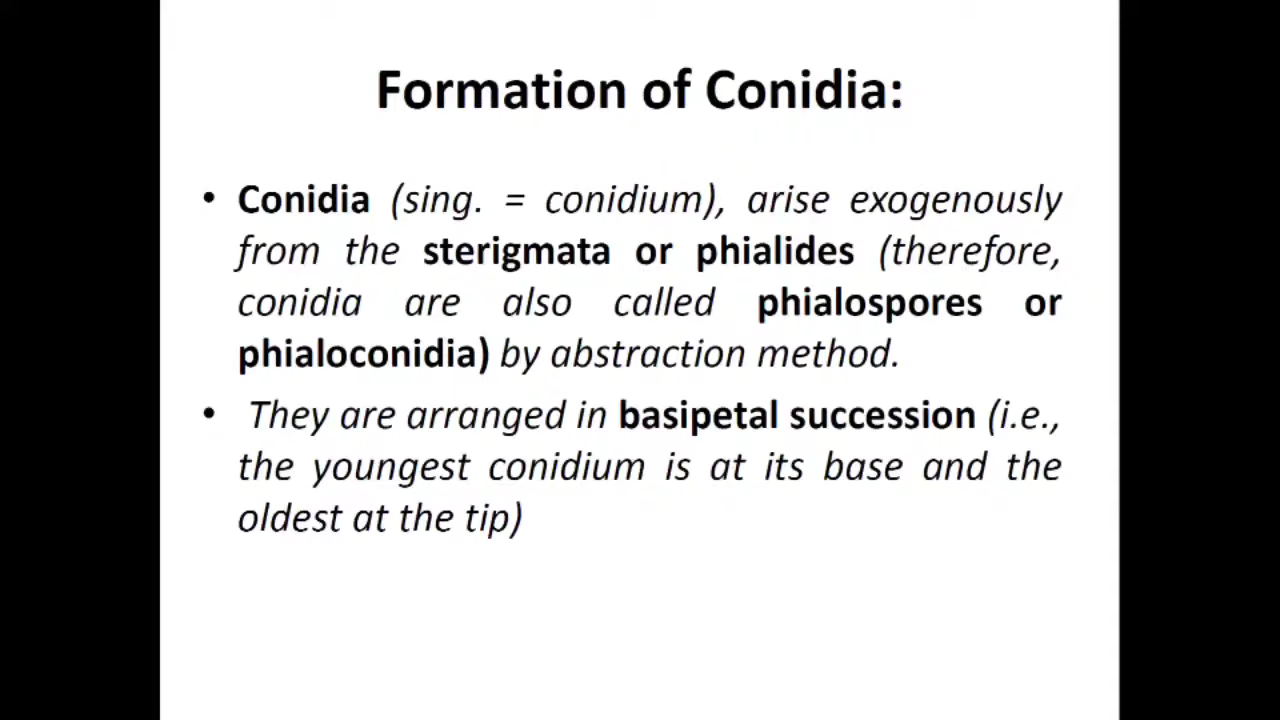 Formation of Conidia:
• Conidia (sing. = conidium), arise exogenously
from the sterigmata or phialides (therefore,
conidia are also called phialospores or
phialoconidia) by abstraction method.
• They are arranged in basipetal succession (i.e.,
the youngest conidium is at its base and the
oldest at the tip)